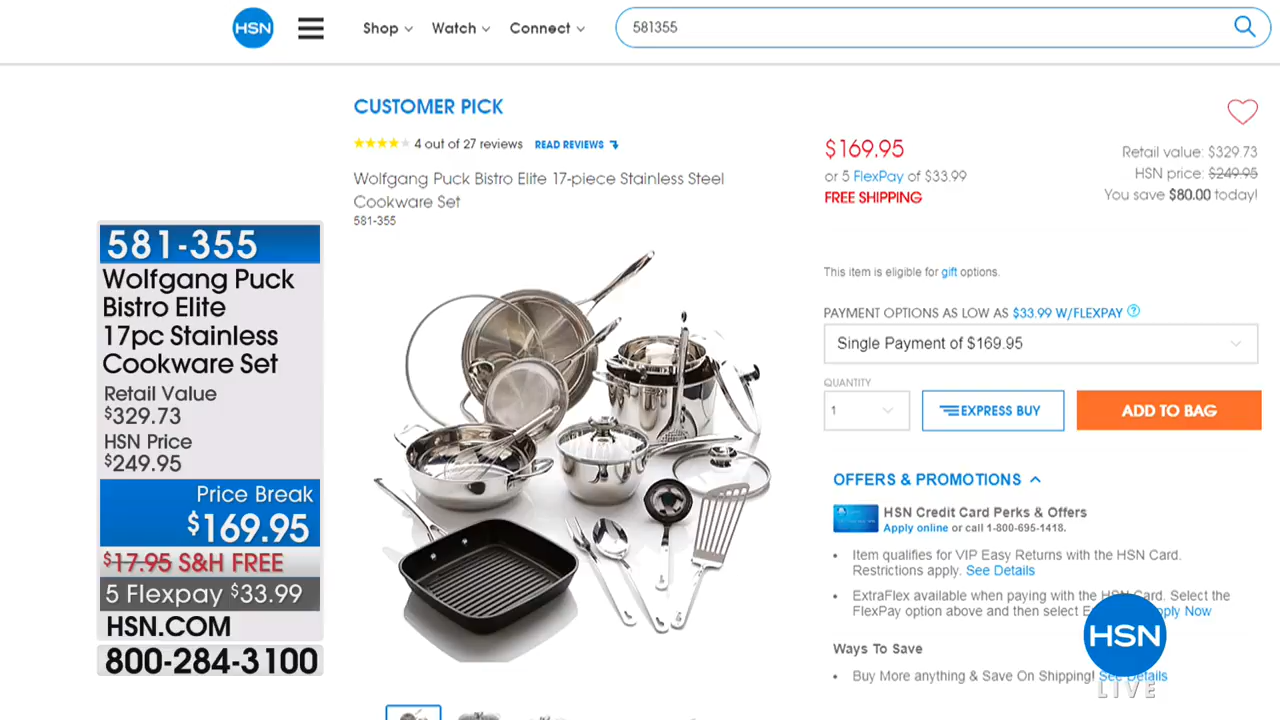 HSN
Shop
Watch
Connect
581355
CUSTOMER PICK
4 out of 27 reviews
READ REVIEWS
Wolfgang Puck Bistro Elite 17-piece Stainless Steel
Cookware Set
581-355
$169.95
or 5 FlexPay of $33.99
FREE SHIPPING
Retail value: $329.73
HSN price: $249.95
You save $80.00 today!
This item is eligible for gift options.
PAYMENT OPTIONS AS LOW AS $33.99 W/FLEXPAY ?
Single Payment of $169.95
QUANTITY
1
EXPRESS BUY
ADD TO BAG
OFFERS & PROMOTIONS
HSN Credit Card Perks & Offers
Apply online or call 1-800-695-1418.
• Item qualifies for VIP Easy Returns with the HSN Card.
Restrictions apply. See Details
• ExtraFlex available when paying with the HSN Card. Select the
FlexPay option above and then select Now
Ways To Save
• Buy More anything & Save On Shipping! See Details
581-355
Wolfgang Puck
Bistro Elite
17pc Stainless
Cookware Set
Retail Value
$329.73
HSN Price
$249.95
Price Break
$169.95
$17.95 S&H FREE
5 Flexpay $33.99
HSN.COM
800-284-3100
HSN
LIVE